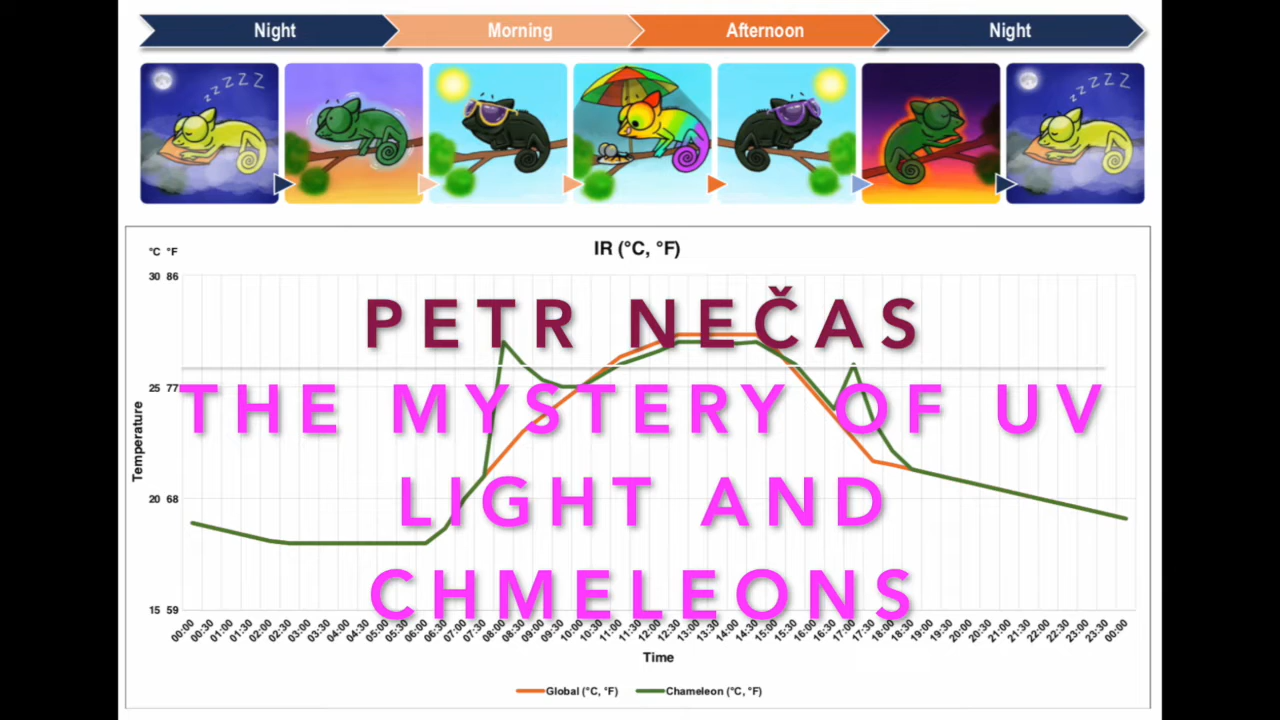 Night Morning Afternoon Night
zZZZZ zZZZZ
IR (°C, °F)
°C °F
30 86
PETR NEČAS
25 77
THE MYSTERY OF UV
LIGHT AND
CHMELEONS
20 68
15 59
Temperature
00:00 00:30 01:00 01:30 02:00 02:30 03:00 03:30 04:00 04:30 05:00 05:30 06:00 06:30 07:00 07:30 08:00 08:30 09:00 09:30 10:00 10:30 11:00 11:30 12:00 12:30 13:00 13:30 14:00 14:30 15:00 15:30 16:00 16:30 17:00 17:30 18:00 18:30 19:00 19:30 20:00 20:30 21:00 21:30 22:00 22:30 23:00 23:30 00:00
Time
Global (°C, °F) Chameleon (°C, °F)